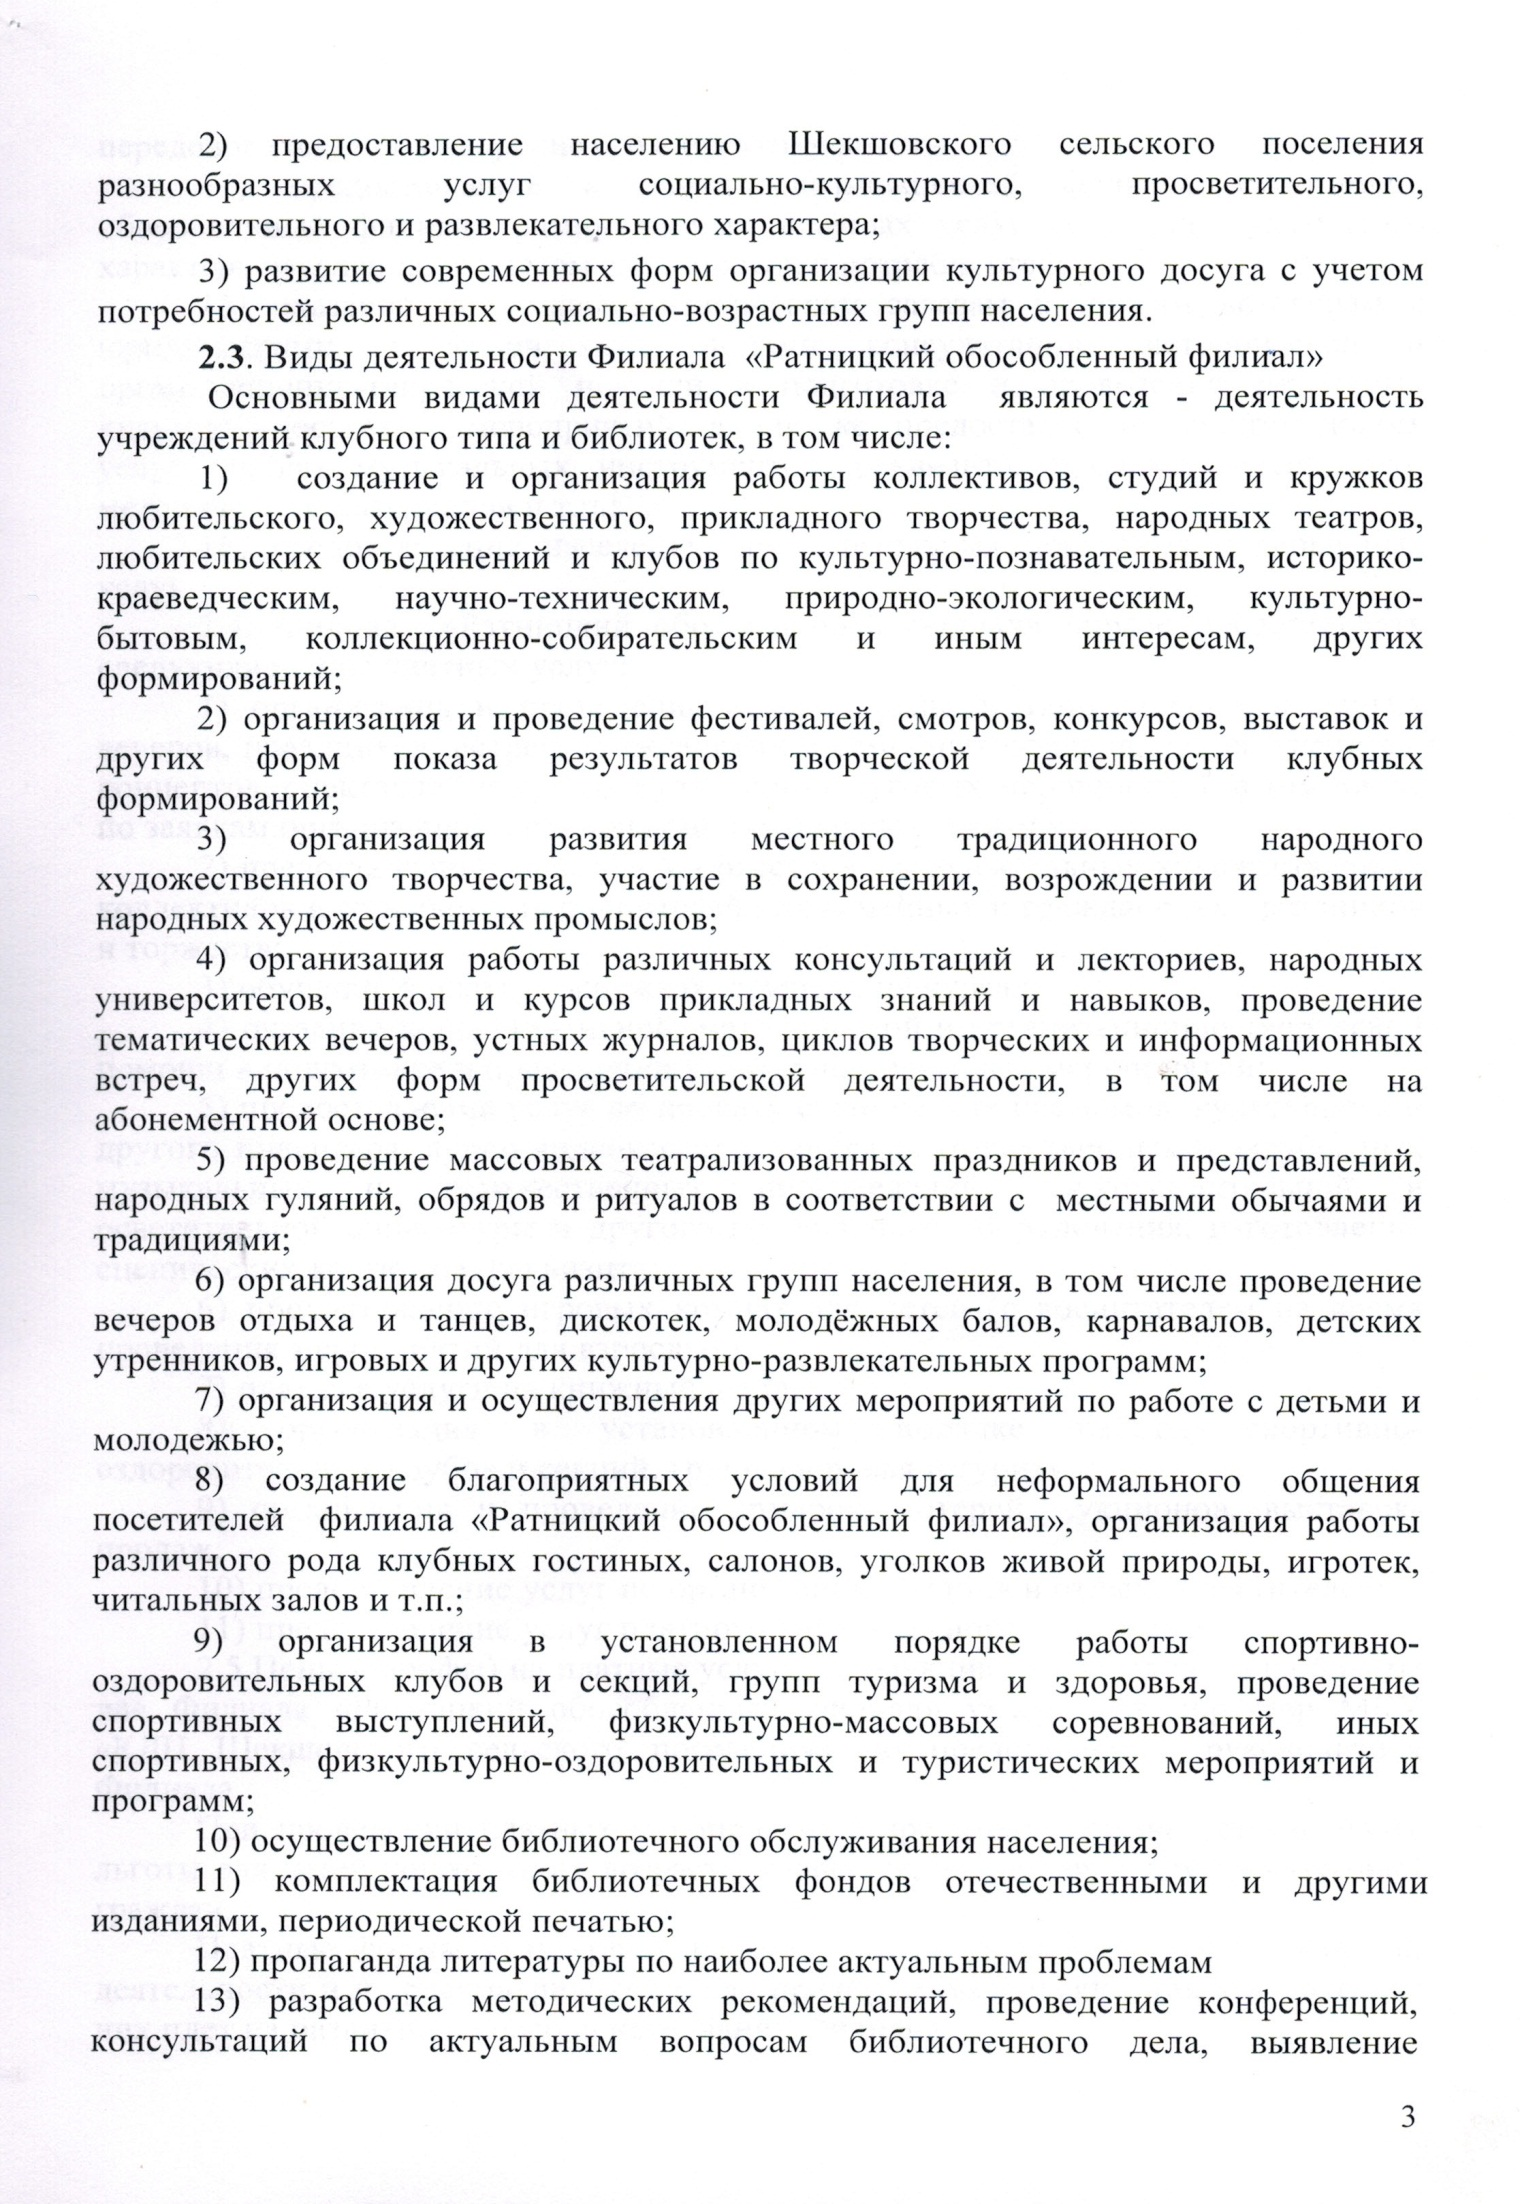 2) предоставление населению Шекшовского сельского поселения
разнообразных услуг социально-культурного, просветительного,
оздоровительного и развлекательного характера;
3) развитие современных форм организации культурного досуга с учетом
потребностей различных социально-возрастных групп населения.
2.3. Виды деятельности Филиала «Ратницкий обособленный филиал»
Основными видами деятельности Филиала являются - деятельность
учреждений клубного типа и библиотек, в том числе:
1) создание и организация работы коллективов, студий и кружков
любительского, художественного, прикладного творчества, народных театров,
любительских объединений и клубов по культурно-познавательным, историко-
краеведческим, научно-техническим, природно-экологическим, культурно-
бытовым, коллекционно-собирательским и иным интересам, других
формирований;
2) организация и проведение фестивалей, смотров, конкурсов, выставок и
других форм показа результатов творческой деятельности клубных
формирований;
3) организация развития местного традиционного народного
художественного творчества, участие в сохранении, возрождении и развитии
народных художественных промыслов;
4) организация работы различных консультаций и лекториев, народных
университетов, школ и курсов прикладных знаний и навыков, проведение
тематических вечеров, устных журналов, циклов творческих и информационных
встреч, других форм просветительской деятельности, в том числе на
абонементной основе;
5) проведение массовых театрализованных праздников и представлений,
народных гуляний, обрядов и ритуалов в соответствии с местными обычаями и
традициями;
6) организация досуга различных групп населения, в том числе проведение
вечеров отдыха и танцев, дискотек, молодёжных балов, карнавалов, детских
утренников, игровых и других культурно-развлекательных программ;
7) организация и осуществления других мероприятий по работе с детьми и
молодежью;
8) создание благоприятных условий для неформального общения
посетителей филиала «Ратницкий обособленный филиал», организация работы
различного рода клубных гостиных, салонов, уголков живой природы, игротек,
читальных залов и т.п.;
9) организация в установленном порядке работы спортивно-
оздоровительных клубов и секций, групп туризма и здоровья, проведение
спортивных выступлений, физкультурно-массовых соревнований, иных
спортивных, физкультурно-оздоровительных и туристических мероприятий и
программ;
10) осуществление библиотечного обслуживания населения;
11) комплектация библиотечных фондов отечественными и другими
изданиями, периодической печатью;
12) пропаганда литературы по наиболее актуальным проблемам
13) разработка методических рекомендаций, проведение конференций,
консультаций по актуальным вопросам библиотечного дела, выявление
3